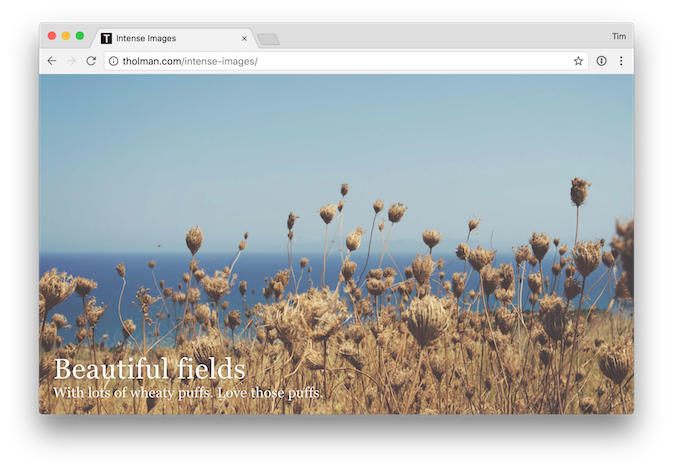 T Intense Images
Tim
tholman.com/intense-images/
Beautiful fields
With lots of wheaty puffs. Love those puffs.